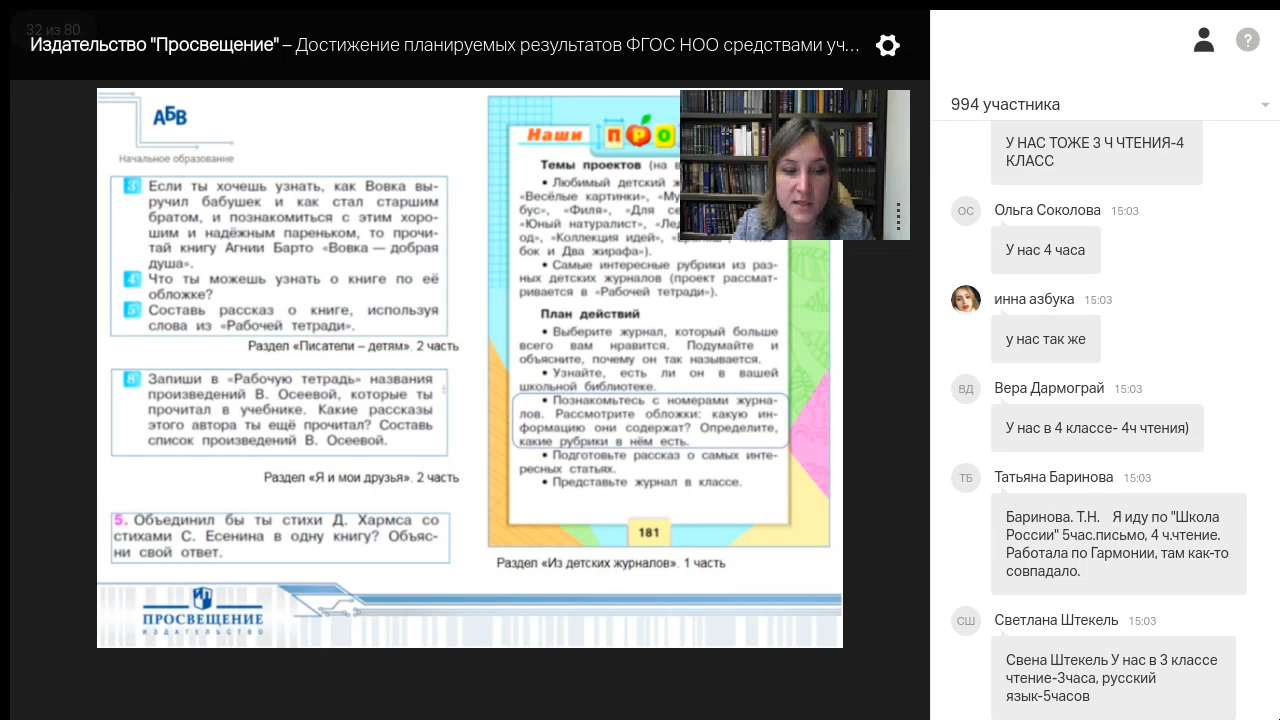 32 из 80
Издательство "Просвещение" – Достижение планируемых результатов ФГОС НОО средствами уч...
АБВ
Начальное образование
3 Если ты хочешь узнать, как Вовка вы-
ручил бабушек и как стал старшим
братом, и познакомиться с этим хоро-
шим и надёжным пареньком, то прочи-
тай книгу Агнии Барто «Вовка — добрая
душа».
4 Что ты можешь узнать о книге по её
обложке?
5 Составь рассказ о книге, используя
слова из «Рабочей тетради».
Раздел «Писатели – детям». 2 часть
8 Запиши в «Рабочую тетрадь» названия
произведений В. Осеевой, которые ты
прочитал в учебнике. Какие рассказы
этого автора ты ещё прочитал? Составь
список произведений В. Осеевой.
Раздел «Я и мои друзья». 2 часть
5. Объединил бы ты стихи Д. Хармса со
стихами С. Есенина в одну книгу? Объяс-
ни свой ответ.
ПРОСВЕЩЕНИЕ
ИЗДАТЕЛЬСТВО
Наши ПРО
Темы проектов (на в
• Любимый детский ж
«Весёлые картинки», «Му
бус», «Филя», «Для се
«Юный натуралист», «Лед
од», «Коллекция идей»,
бок и Два жирафа»).
• Самые интересные рубрики из раз-
ных детских журналов (проект рассмат-
ривается в «Рабочей тетради»).
План действий
• Выберите журнал, который больше
всего вам нравится. Подумайте и
объясните, почему он так называется.
• Узнайте, есть ли он в вашей
школьной библиотеке.
• Познакомьтесь с номерами журна-
лов. Рассмотрите обложки: какую ин-
формацию они содержат? Определите,
какие рубрики в нём есть.
• Подготовьте рассказ о самых инте-
ресных статьях.
• Представьте журнал в классе.
181
Раздел «Из детских журналов». 1 часть
?
994 участника
У НАС ТОЖЕ 3 Ч ЧТЕНИЯ-4
КЛАСС
ОС Ольга Соколова 15:03
У нас 4 часа
инна азбука 15:03
у нас так же
ВД Вера Дармограй 15:03
У нас в 4 классе- 4ч чтения)
ТБ Татьяна Баринова 15:03
Баринова. Т.Н. Я иду по "Школа
России" 5час.письмо, 4 ч.чтение.
Работала по Гармонии, там как-то
совпадало.
СШ Светлана Штекель 15:03
Свена Штекель У нас в 3 классе
чтение-3часа, русский
язык-5часов